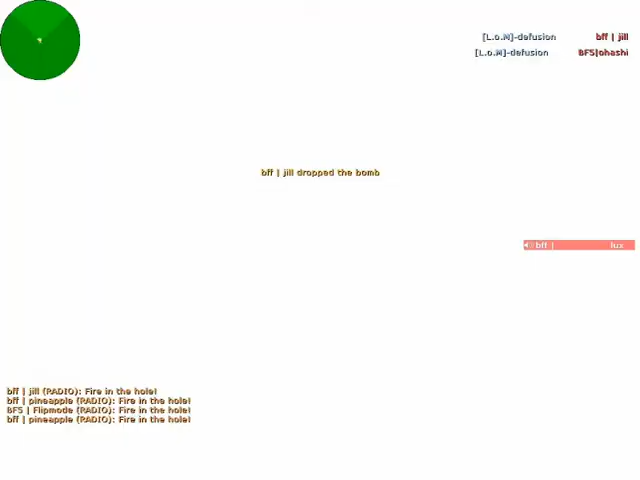 [L.o.M]-defusion bff | jill
[L.o.M]-defusion BFS|ohashi
bff | jill dropped the bomb
bff | lux
bff | jill (RADIO): Fire in the hole!
bff | pineapple (RADIO): Fire in the hole!
BFS | Flipmode (RADIO): Fire in the hole!
bff | pineapple (RADIO): Fire in the hole!